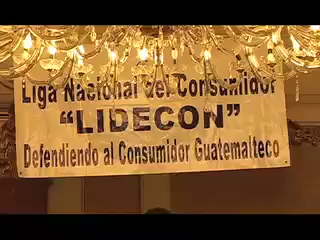 Liga Nacional del Consumidor
"LIDECON"
Defendiendo al Consumidor Guatemalteco